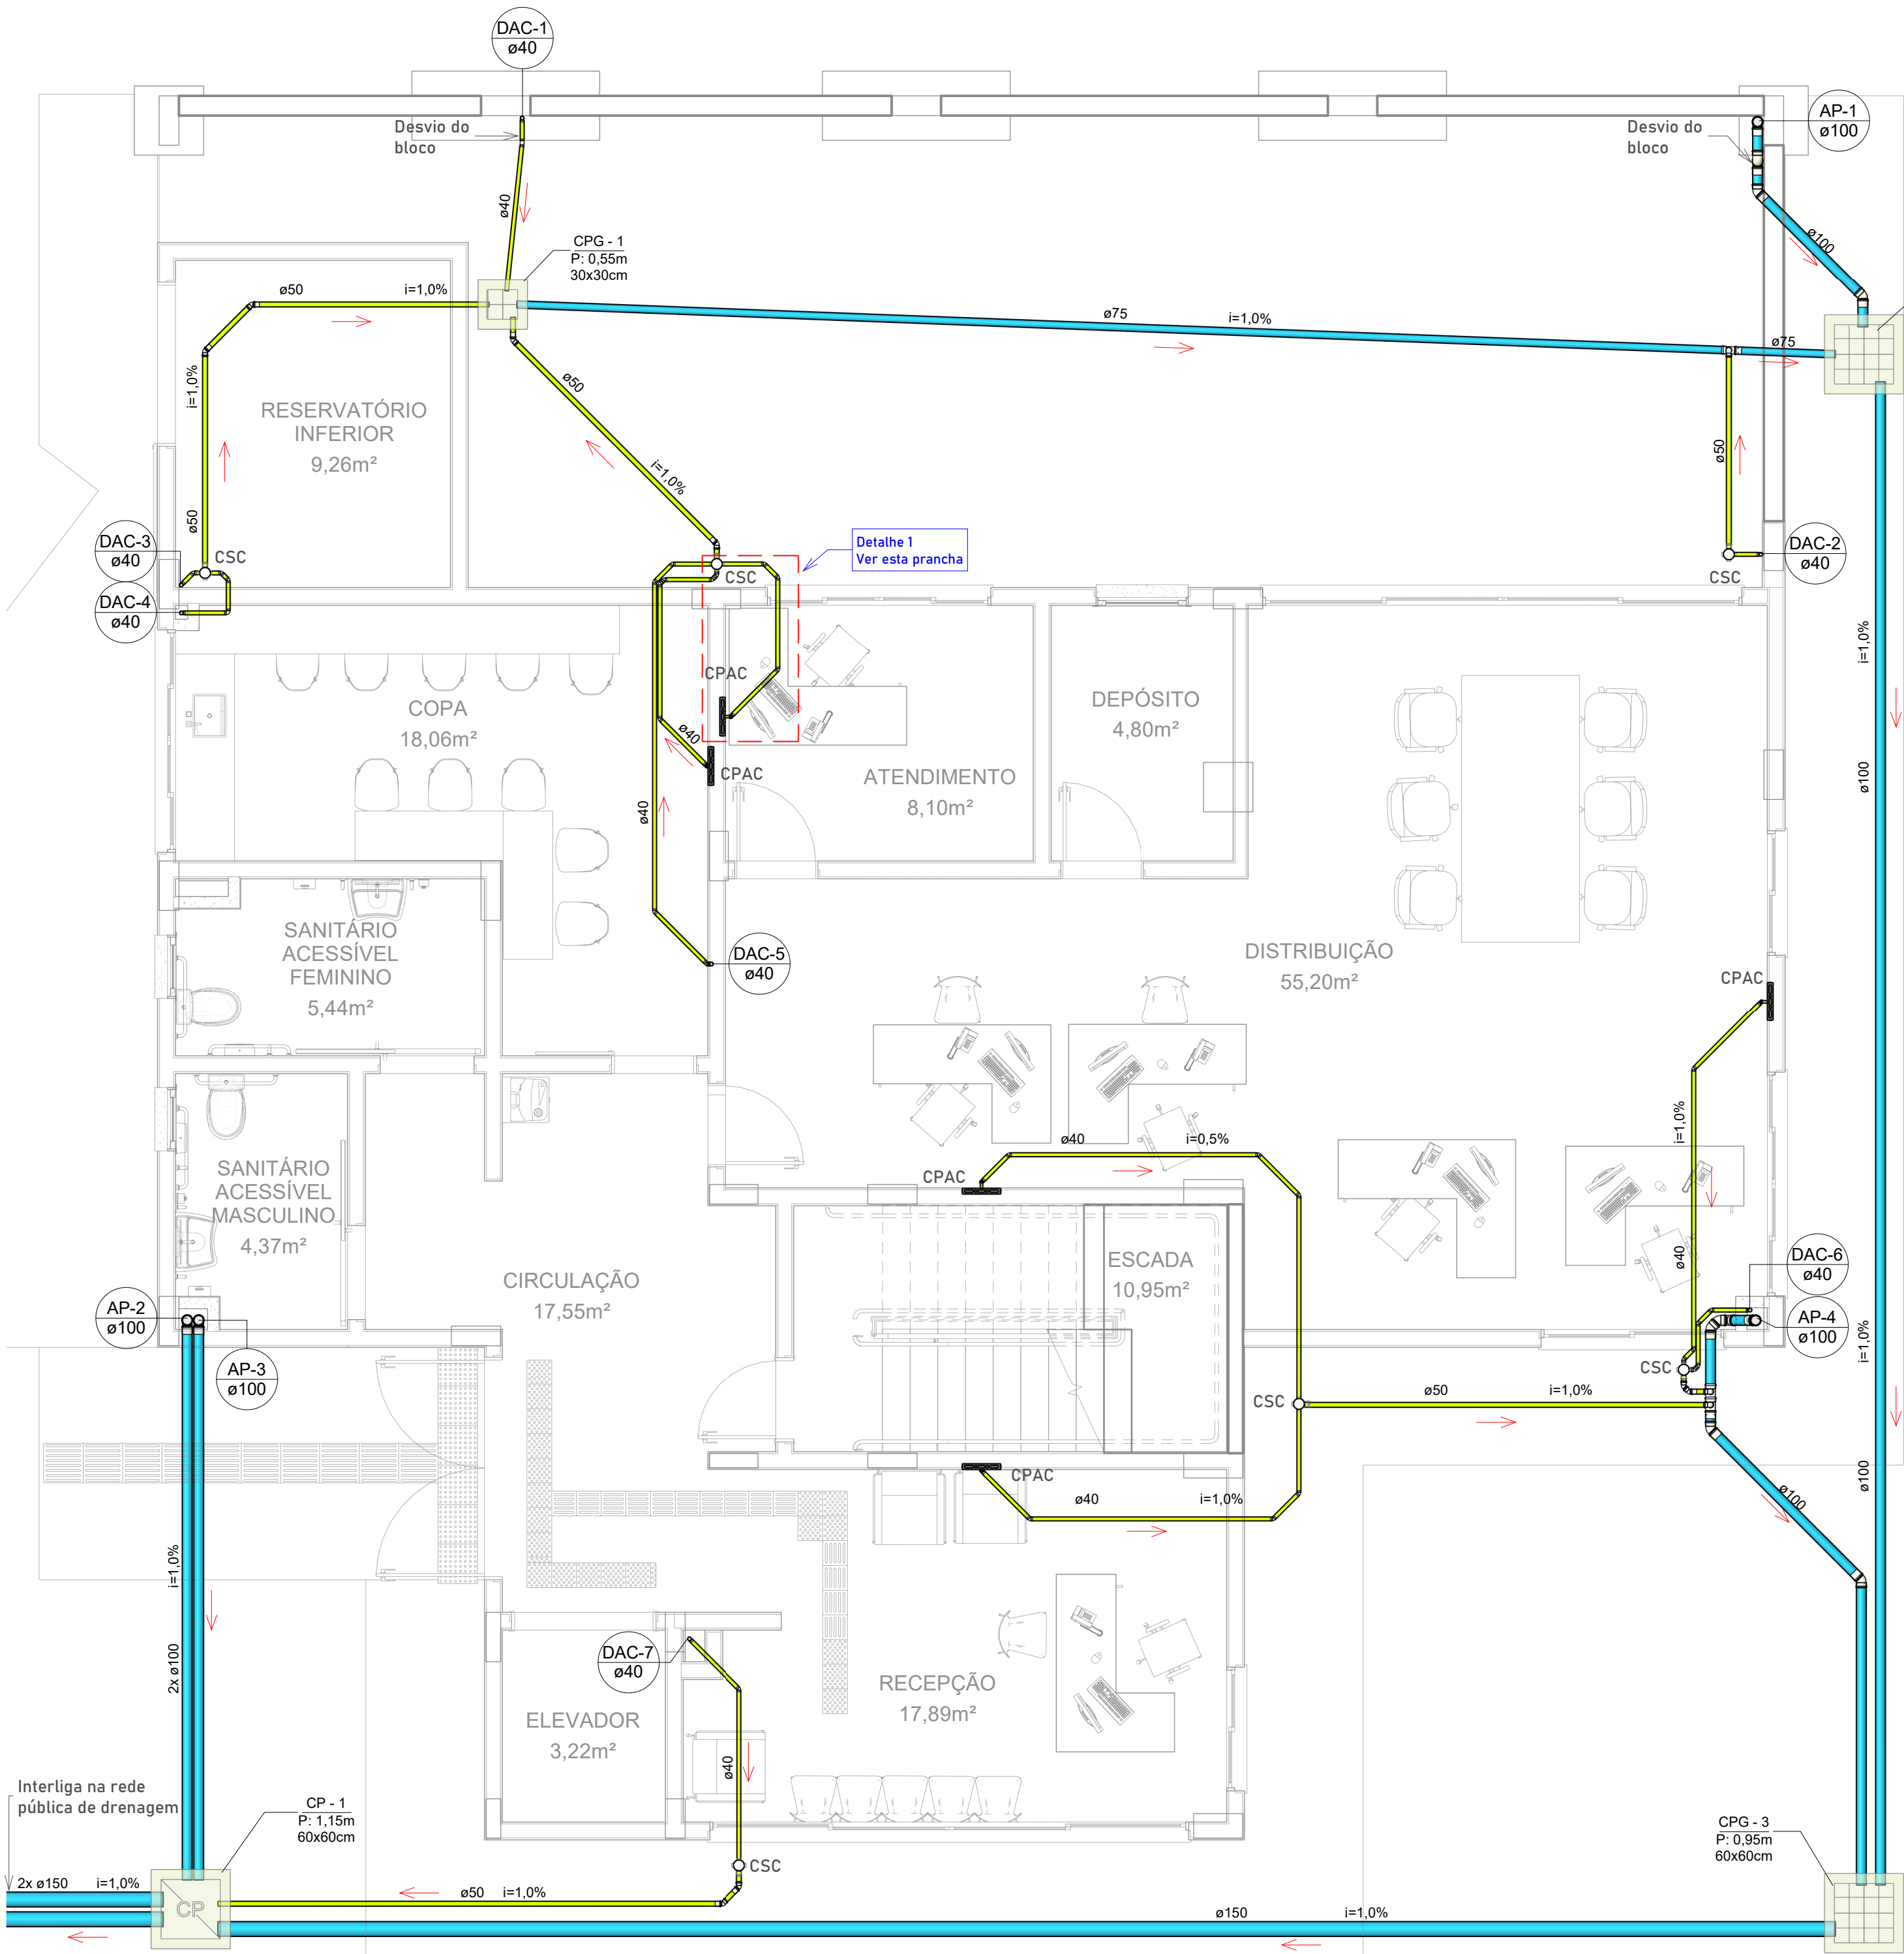 DAC-1
ø40
Desvio do
bloco
Desvio do
bloco
AP-1
ø100
ø40
ø100
CPG - 1
P: 0,55m
30x30cm
ø50
i=1,0%
ø75
i=1,0%
ø75
i=1,0%
ø50
RESERVATÓRIO
INFERIOR
9,26m²
i=1,0%
ø50
ø50
DAC-3
ø40
CSC
Detalhe 1
Ver esta prancha
DAC-2
ø40
CSC
CSC
DAC-4
ø40
i=1,0%
CPAC
COPA
18,06m²
DEPÓSITO
4,80m²
ø40
CPAC
ATENDIMENTO
8,10m²
ø100
ø40
SANITÁRIO
ACESSÍVEL
FEMININO
5,44m²
DAC-5
ø40
DISTRIBUIÇÃO
55,20m²
CPAC
i=1,0%
ø40
i=0,5%
CPAC
SANITÁRIO
ACESSÍVEL
MASCULINO
4,37m²
CIRCULAÇÃO
17,55m²
ESCADA
10,95m²
ø40
DAC-6
ø40
AP-2
ø100
AP-4
ø100
i=1,0%
AP-3
ø100
CSC
CSC
ø50
i=1,0%
CPAC
ø40
i=1,0%
ø100
ø100
i=1,0%
2x ø100
DAC-7
ø40
RECEPÇÃO
17,89m²
ELEVADOR
3,22m²
ø40
Interliga na rede
pública de drenagem
CP - 1
P: 1,15m
60x60cm
CPG - 3
P: 0,95m
60x60cm
CSC
2x ø150
i=1,0%
CP
ø50
i=1,0%
ø150
i=1,0%